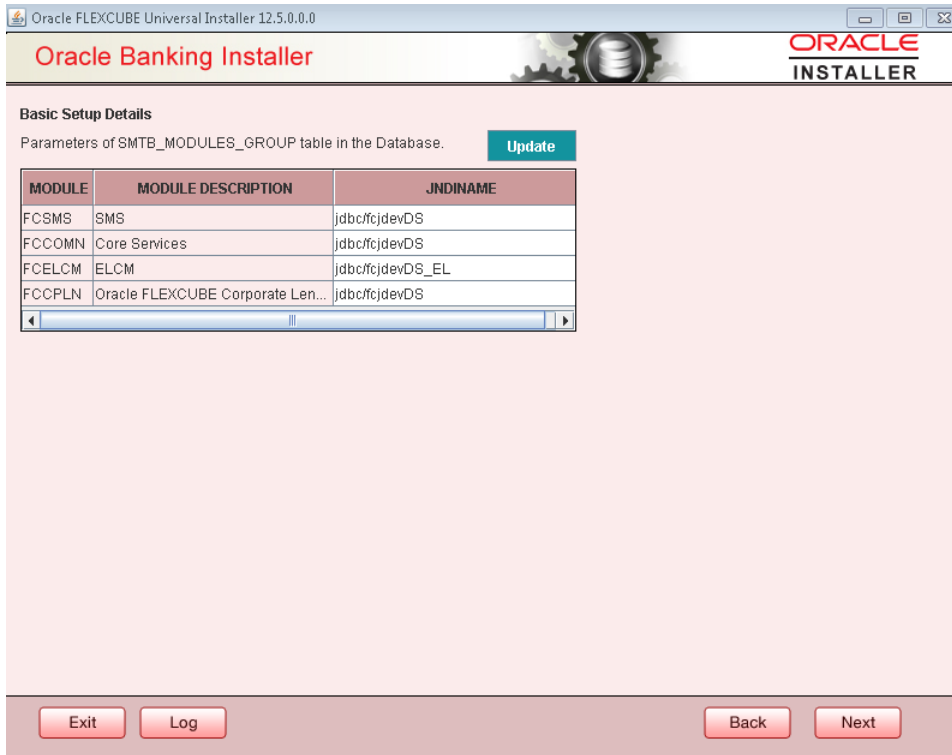 Oracle FLEXCUBE Universal Installer 12.5.0.0.0
Oracle Banking Installer
ORACLE
INSTALLER
Basic Setup Details
Parameters of SMTB_MODULES_GROUP table in the Database.
Update
MODULE MODULE DESCRIPTION JNDINAME
FCSMS SMS jdbc/fcjdevDS
FCCOMN Core Services jdbc/fcjdevDS
FCELCM ELCM jdbc/fcjdevDS_EL
FCCPLN Oracle FLEXCUBE Corporate Len... jdbc/fcjdevDS
Exit Log Back Next